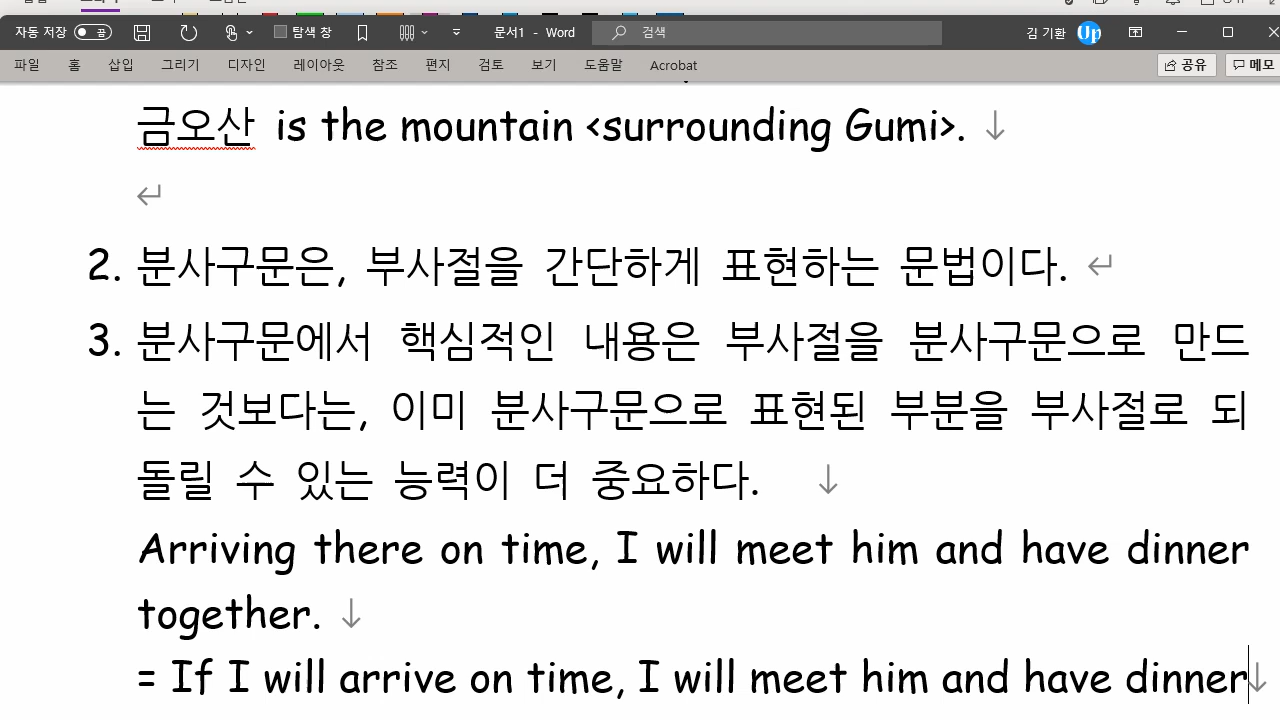 자동 저장 끔 탐색 창 문서1 - Word 검색 김 기환 Up
파일 홈 삽입 그리기 디자인 레이아웃 참조 편지 검토 보기 도움말 Acrobat 공유 메모
금오산 is the mountain <surrounding Gumi>. ↓
↵
2. 분사구문은, 부사절을 간단하게 표현하는 문법이다. ↵
3. 분사구문에서 핵심적인 내용은 부사절을 분사구문으로 만드
는 것보다는, 이미 분사구문으로 표현된 부분을 부사절로 되
돌릴 수 있는 능력이 더 중요하다. ↓
Arriving there on time, I will meet him and have dinner
together. ↓
= If I will arrive on time, I will meet him and have dinner↓